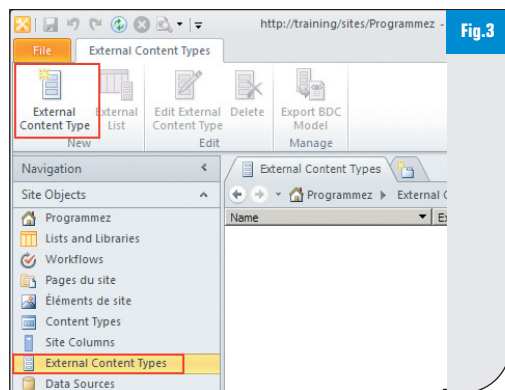 http://training/sites/Programmez -
Fig.3
File External Content Types
External Content Type
External List
Edit External Content Type
Delete
Export BDC Model
New
Edit
Manage
Navigation
External Content Types
Site Objects
Programmez
External
Name
Programmez
Lists and Libraries
Workflows
Pages du site
Éléments de site
Content Types
Site Columns
External Content Types
Data Sources